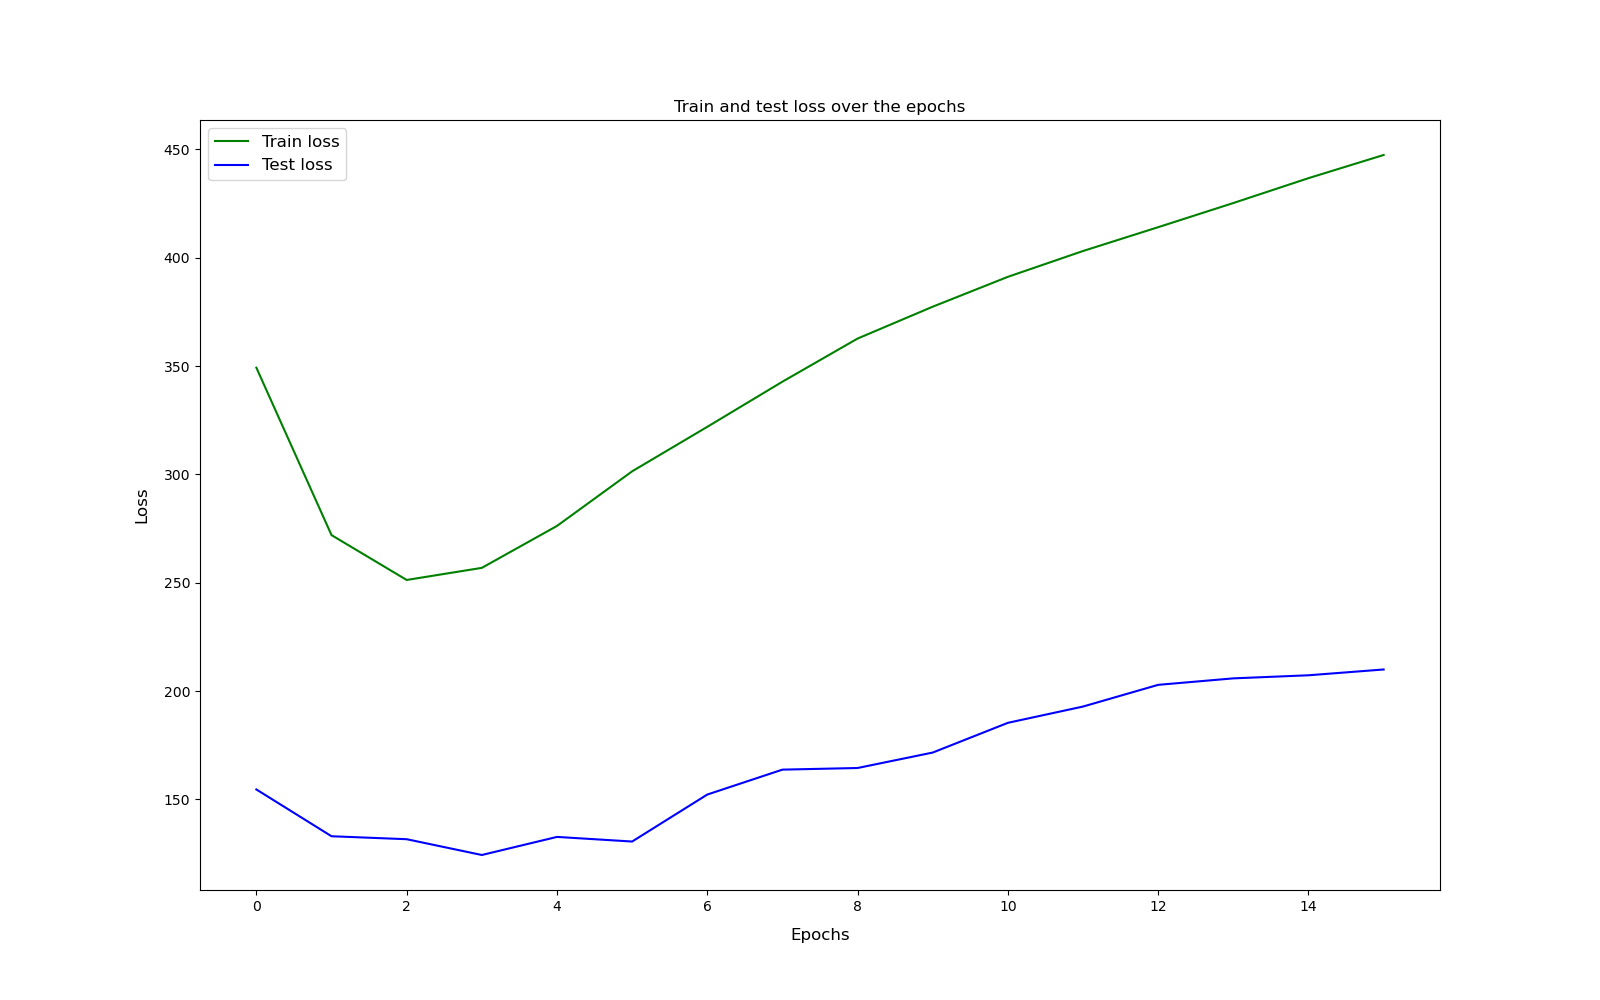 Train and test loss over the epochs
Train loss
Test loss
450
400
350
300
250
200
150
Loss
0 2 4 6 8 10 12 14
Epochs